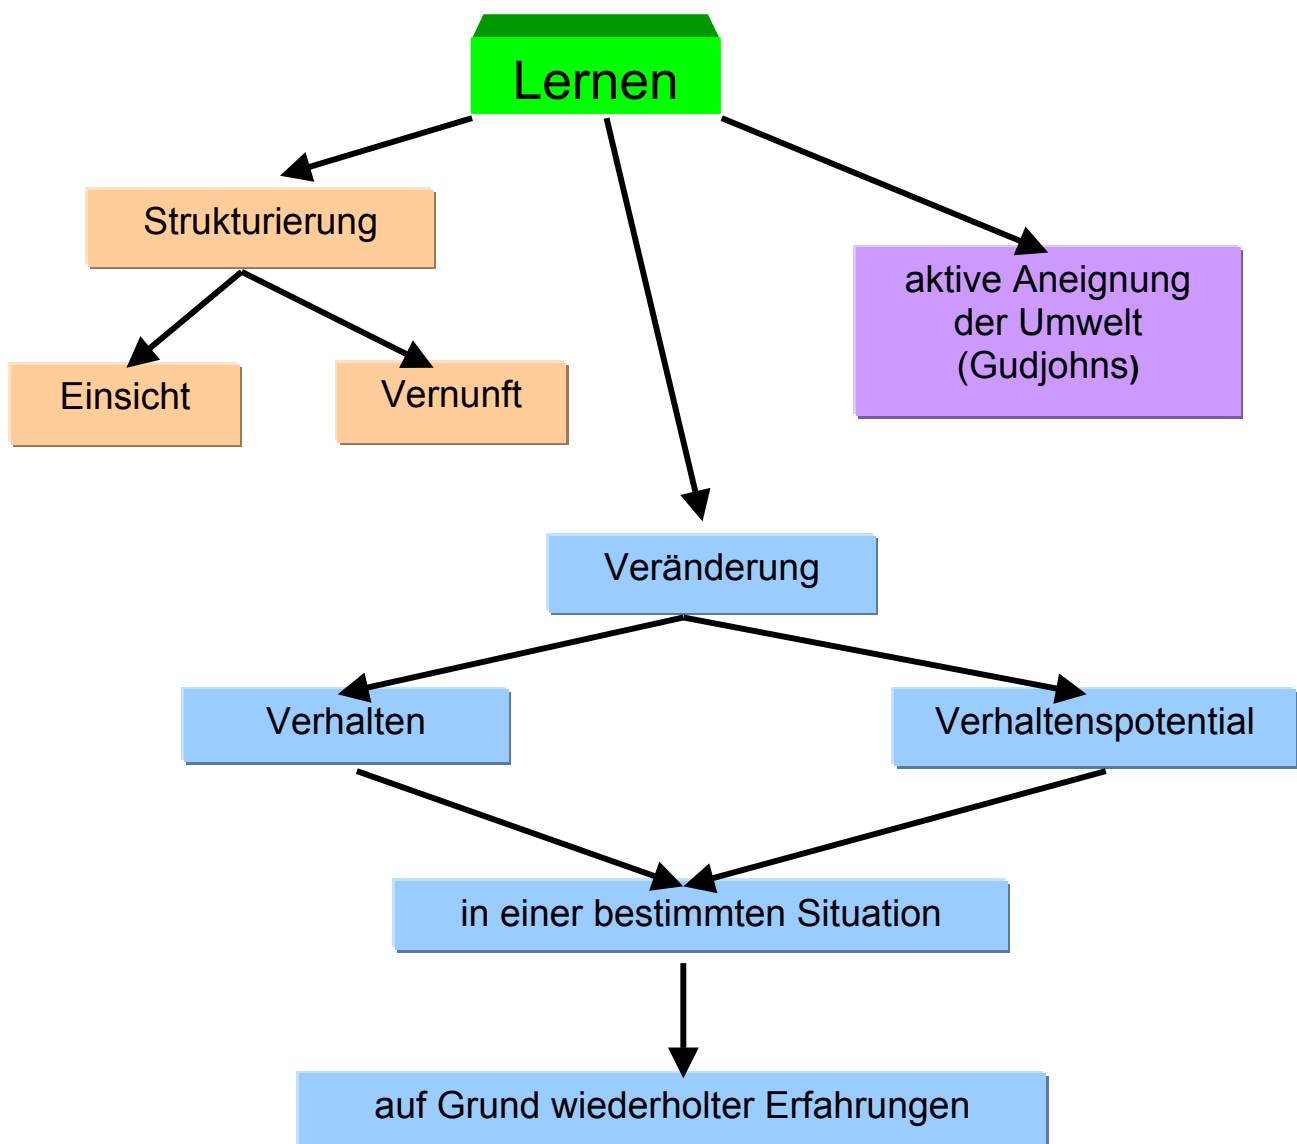 Lernen
Strukturierung
aktive Aneignung
der Umwelt
(Gudjohns)
Einsicht
Vernunft
Veränderung
Verhalten
Verhaltenspotential
in einer bestimmten Situation
auf Grund wiederholter Erfahrungen